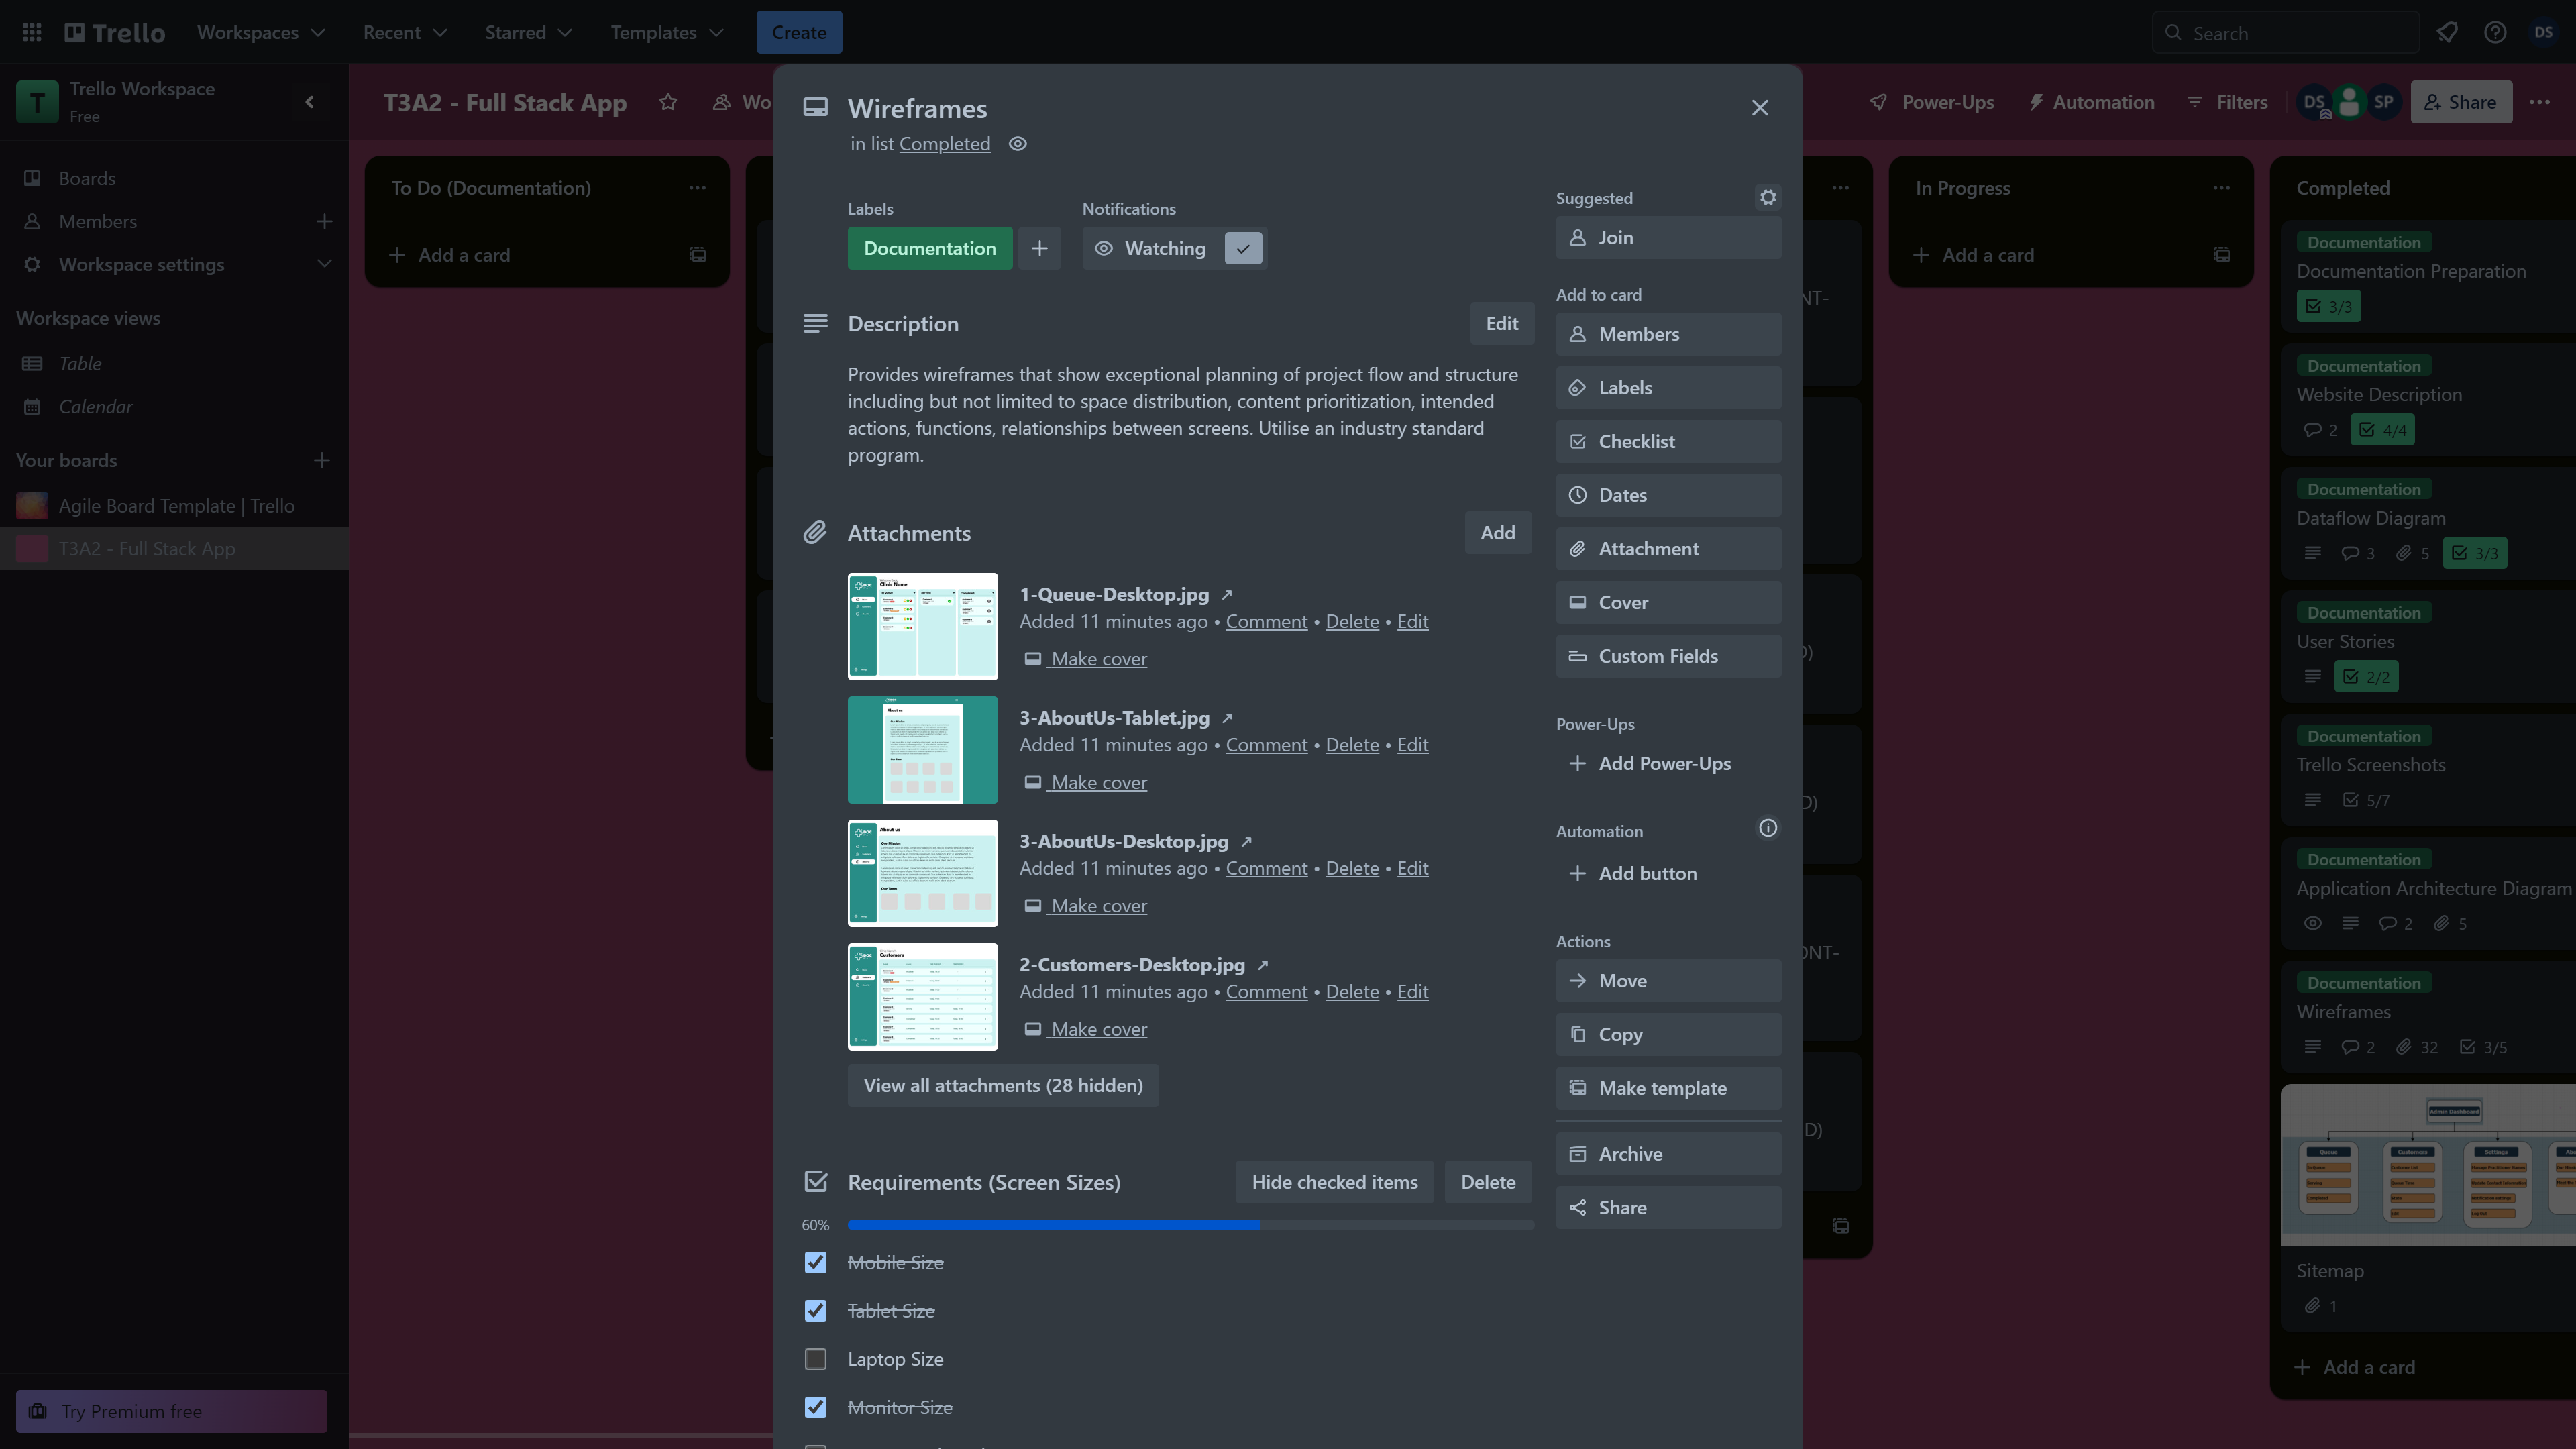 Trello
Workspaces
Recent
Starred
Templates
Create
Search
DS
T
Trello Workspace
Free
Boards
Members
Workspace settings
Workspace views
Table
Calendar
Your boards
Agile Board Template | Trello
T3A2 - Full Stack App
Try Premium free
T3A2 - Full Stack App
Wo
Power-Ups
Automation
Filters
DS
SP
Share
To Do (Documentation)
Add a card
Wireframes
in list Completed
Labels
Documentation
Notifications
Watching
Description
Edit
Provides wireframes that show exceptional planning of project flow and structure
including but not limited to space distribution, content prioritization, intended
actions, functions, relationships between screens. Utilise an industry standard
program.
Attachments
Add
1-Queue-Desktop.jpg
Added 11 minutes ago • Comment • Delete • Edit
Make cover
3-AboutUs-Tablet.jpg
Added 11 minutes ago • Comment • Delete • Edit
Make cover
3-AboutUs-Desktop.jpg
Added 11 minutes ago • Comment • Delete • Edit
Make cover
2-Customers-Desktop.jpg
Added 11 minutes ago • Comment • Delete • Edit
Make cover
View all attachments (28 hidden)
Requirements (Screen Sizes)
Hide checked items
Delete
60%
Mobile Size
Tablet Size
Laptop Size
Monitor Size
Suggested
Join
Add to card
Members
Labels
Checklist
Dates
Attachment
Cover
Custom Fields
Power-Ups
Add Power-Ups
Automation
Add button
Actions
Move
Copy
Make template
Archive
Share
In Progress
Add a card
Completed
Documentation
Documentation Preparation
3/3
Documentation
Website Description
2 4/4
Documentation
Dataflow Diagram
3 5 3/3
Documentation
User Stories
2/2
Documentation
Trello Screenshots
5/7
Documentation
Application Architecture Diagram
2 5
Documentation
Wireframes
2 32 3/5
Admin Dashboard
Queue
Customers
Settings
Sitemap
1
Add a card